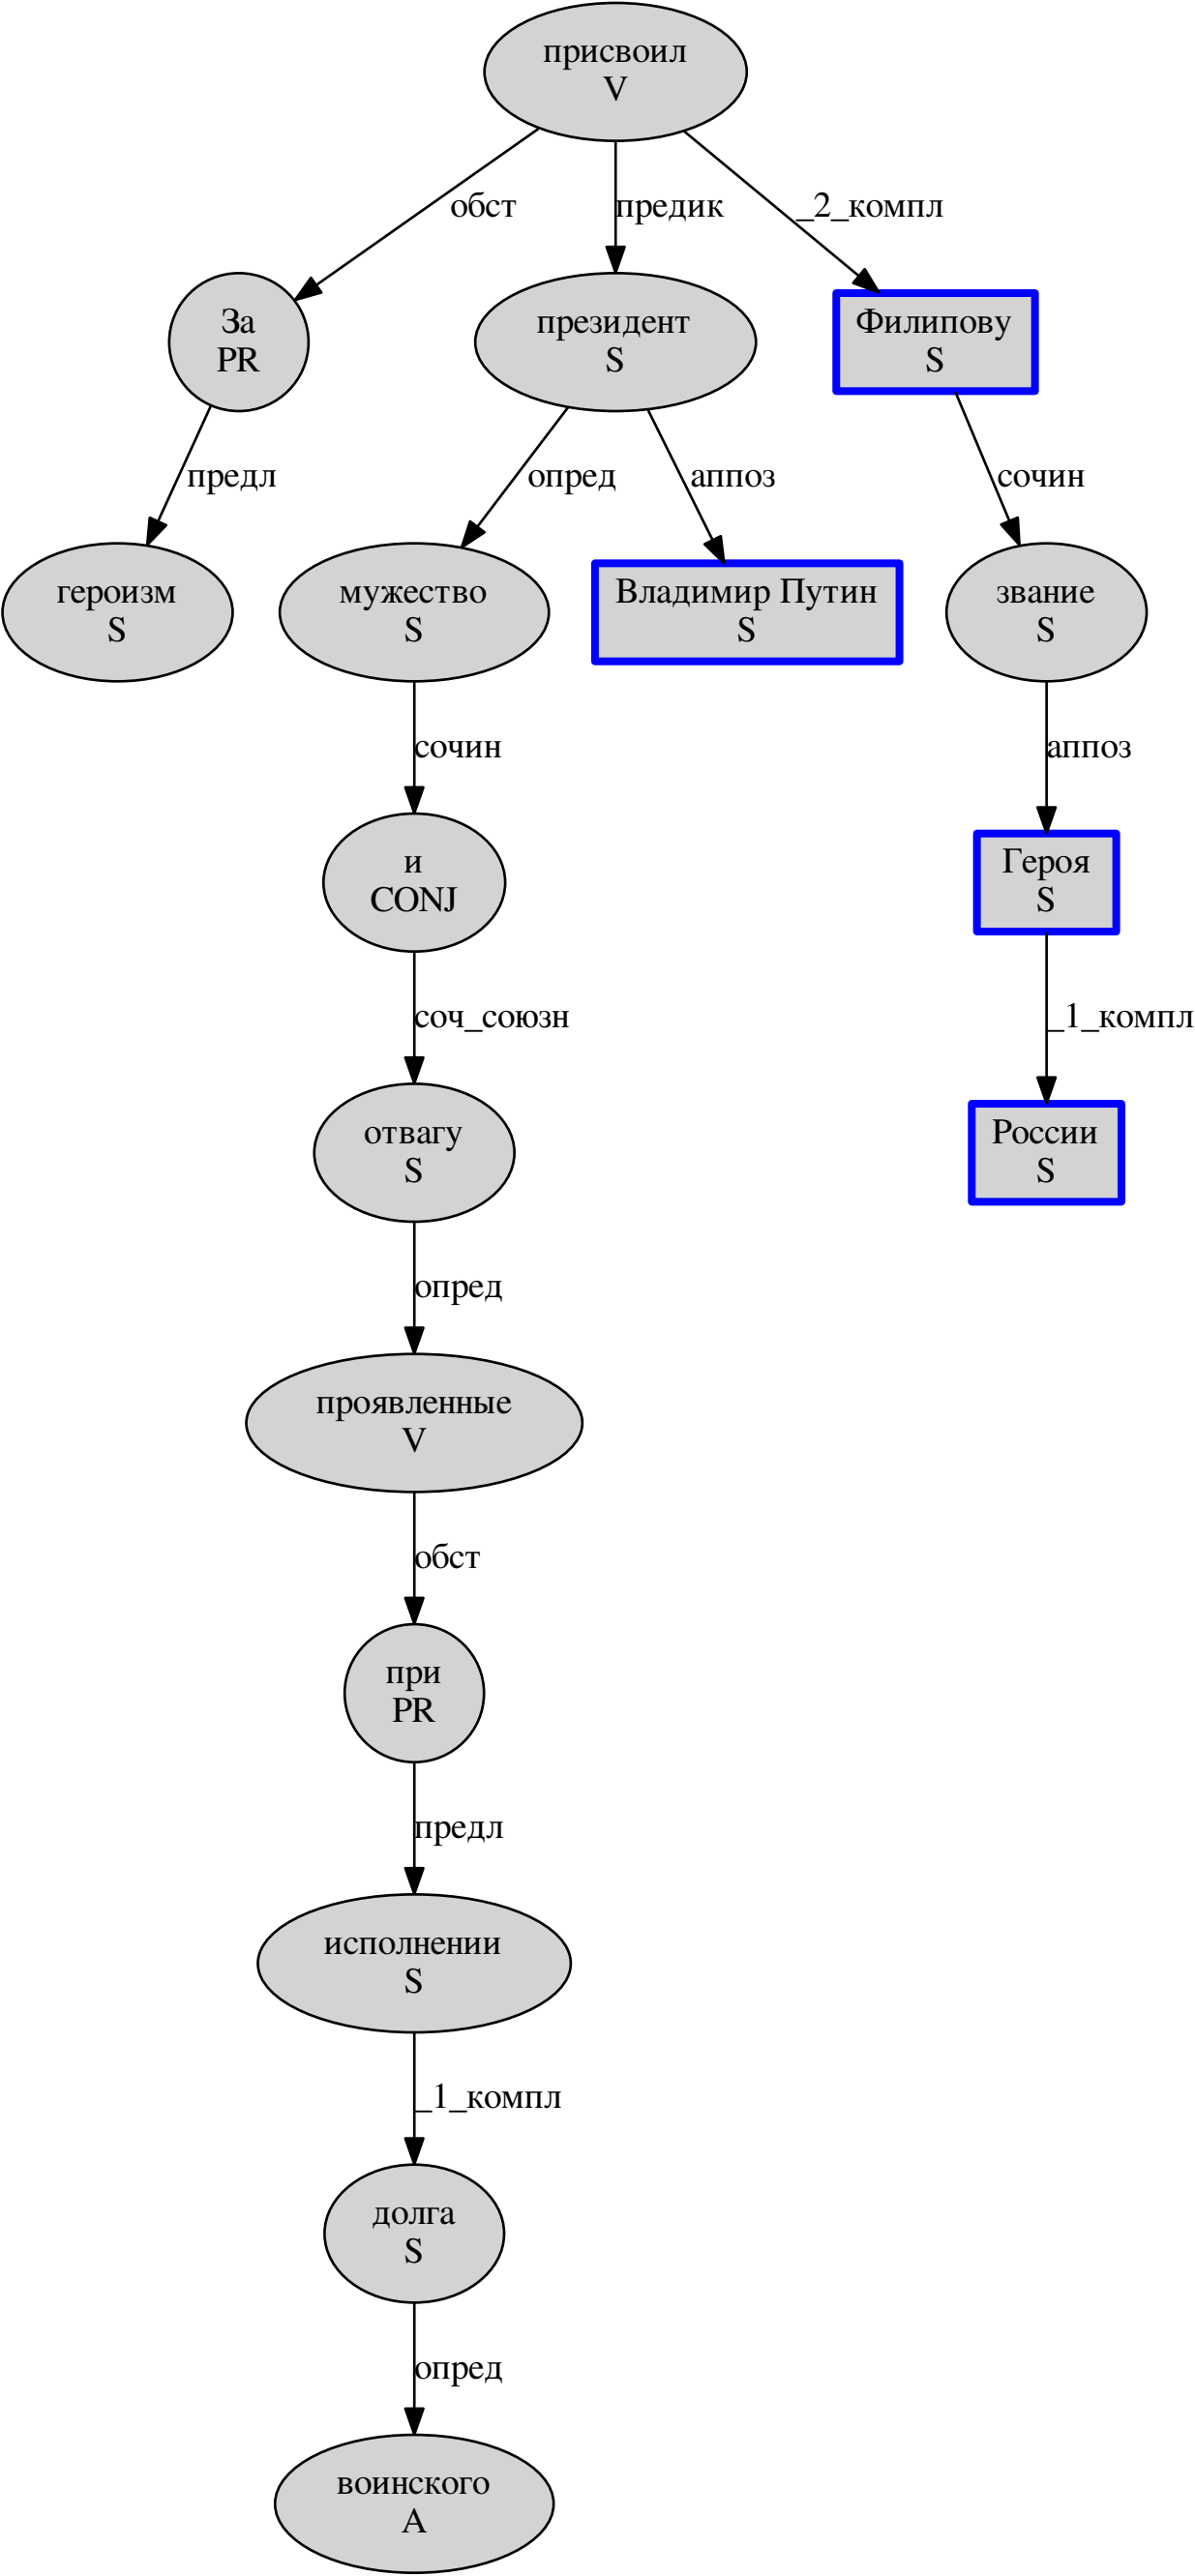 присвоил
V
обст
предик
_2_компл
За
PR
президент
S
Филипову
S
предл
опред
аппоз
сочин
героизм
S
мужество
S
Владимир Путин
S
звание
S
сочин
аппоз
и
CONJ
Героя
S
соч_союзн
_1_компл
отвагу
S
России
S
опред
проявленные
V
обст
при
PR
предл
исполнении
S
_1_компл
долга
S
опред
воинского
A